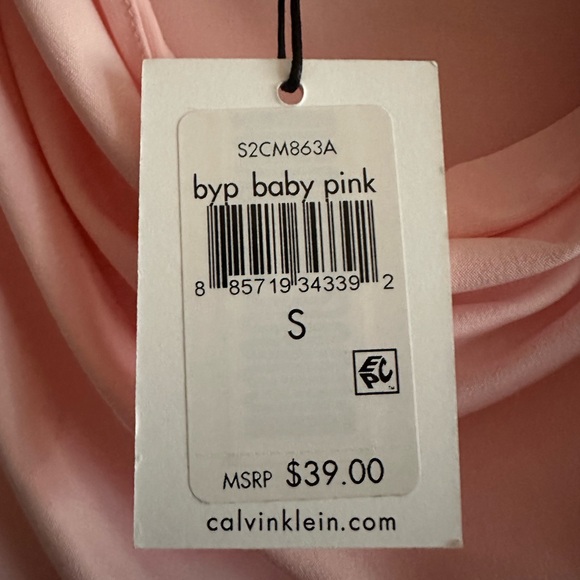 S2CM863A
byp baby pink
8 85719 34339 2
S
EPC
MSRP $39.00
calvinklein.com